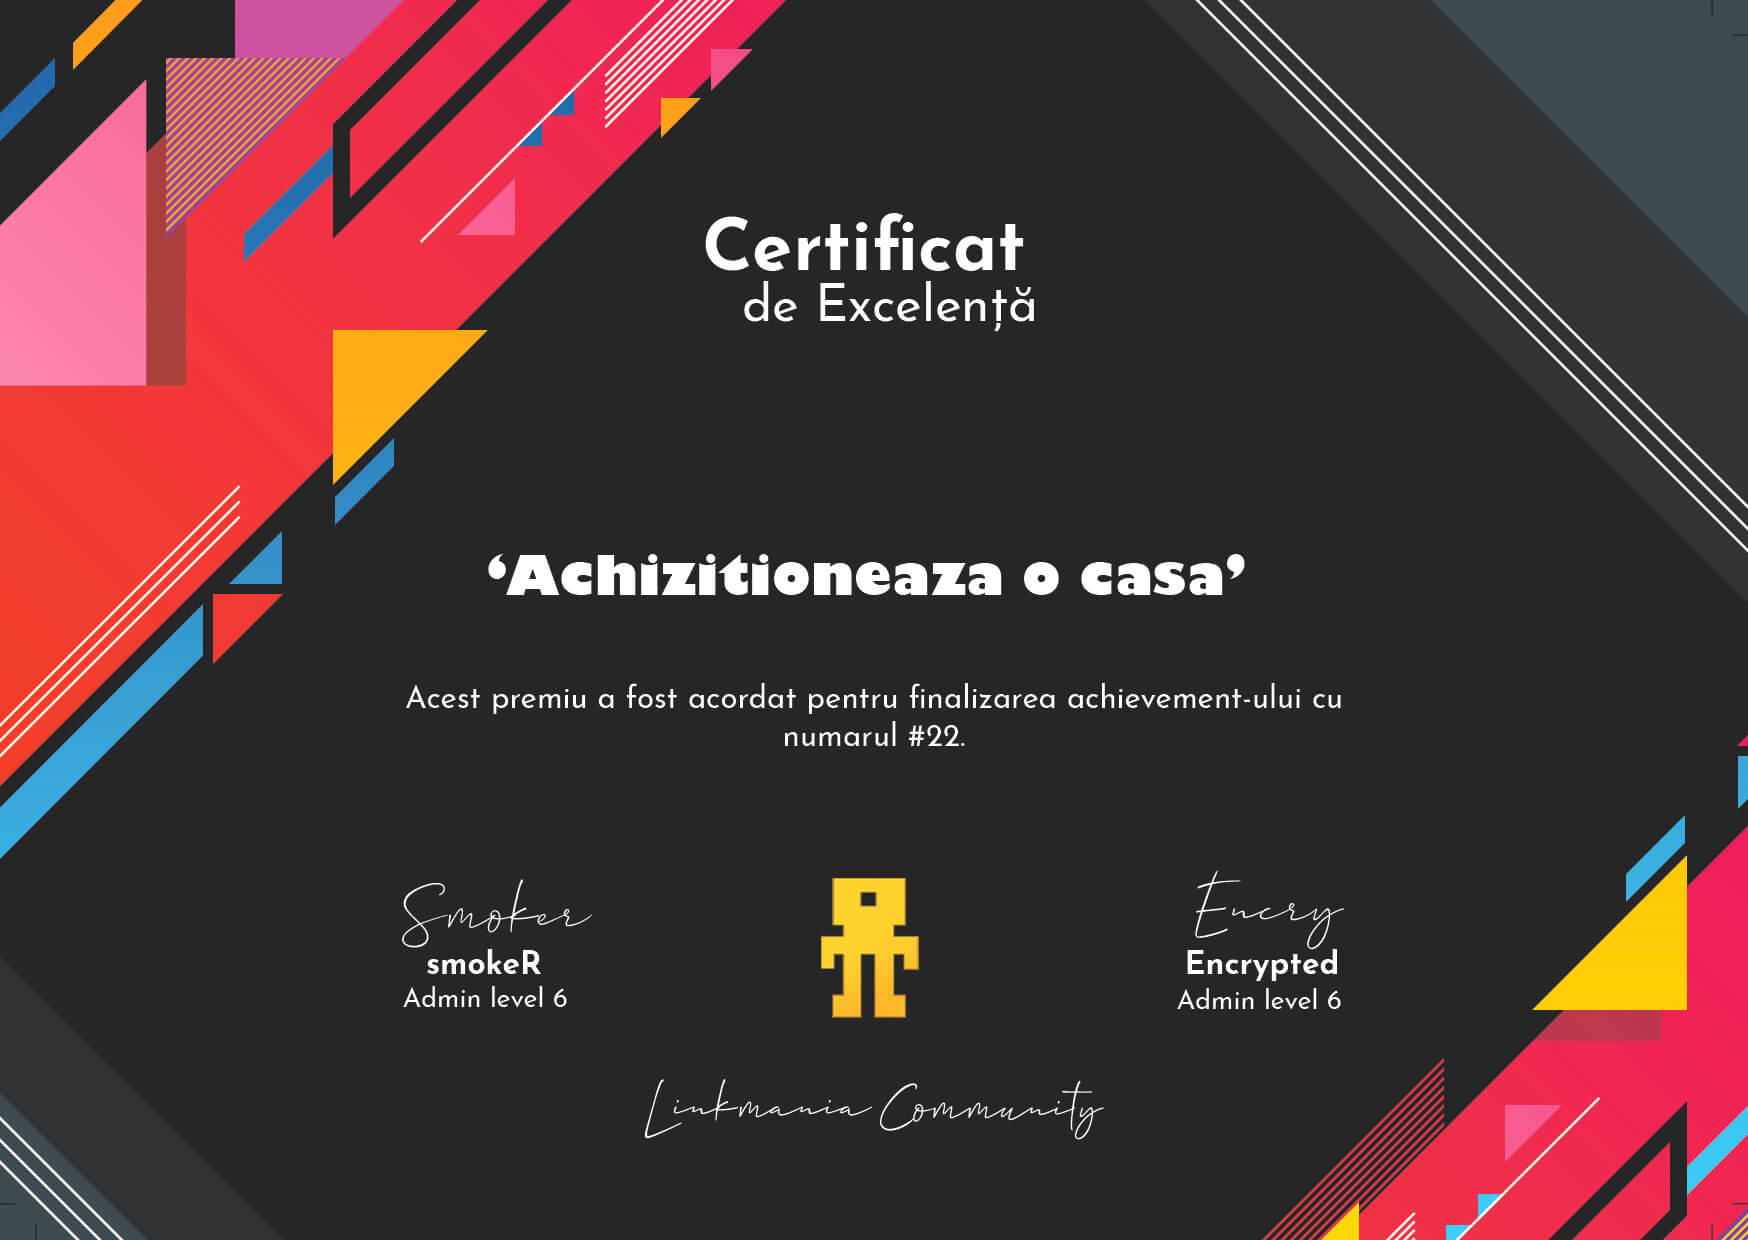 Certificat
de Excelență
‘Achizitioneaza o casa’
Acest premiu a fost acordat pentru finalizarea achievement-ului cu
numarul #22.
Smoker
smokeR
Admin level 6
Encry
Encrypted
Admin level 6
Linkmania Community